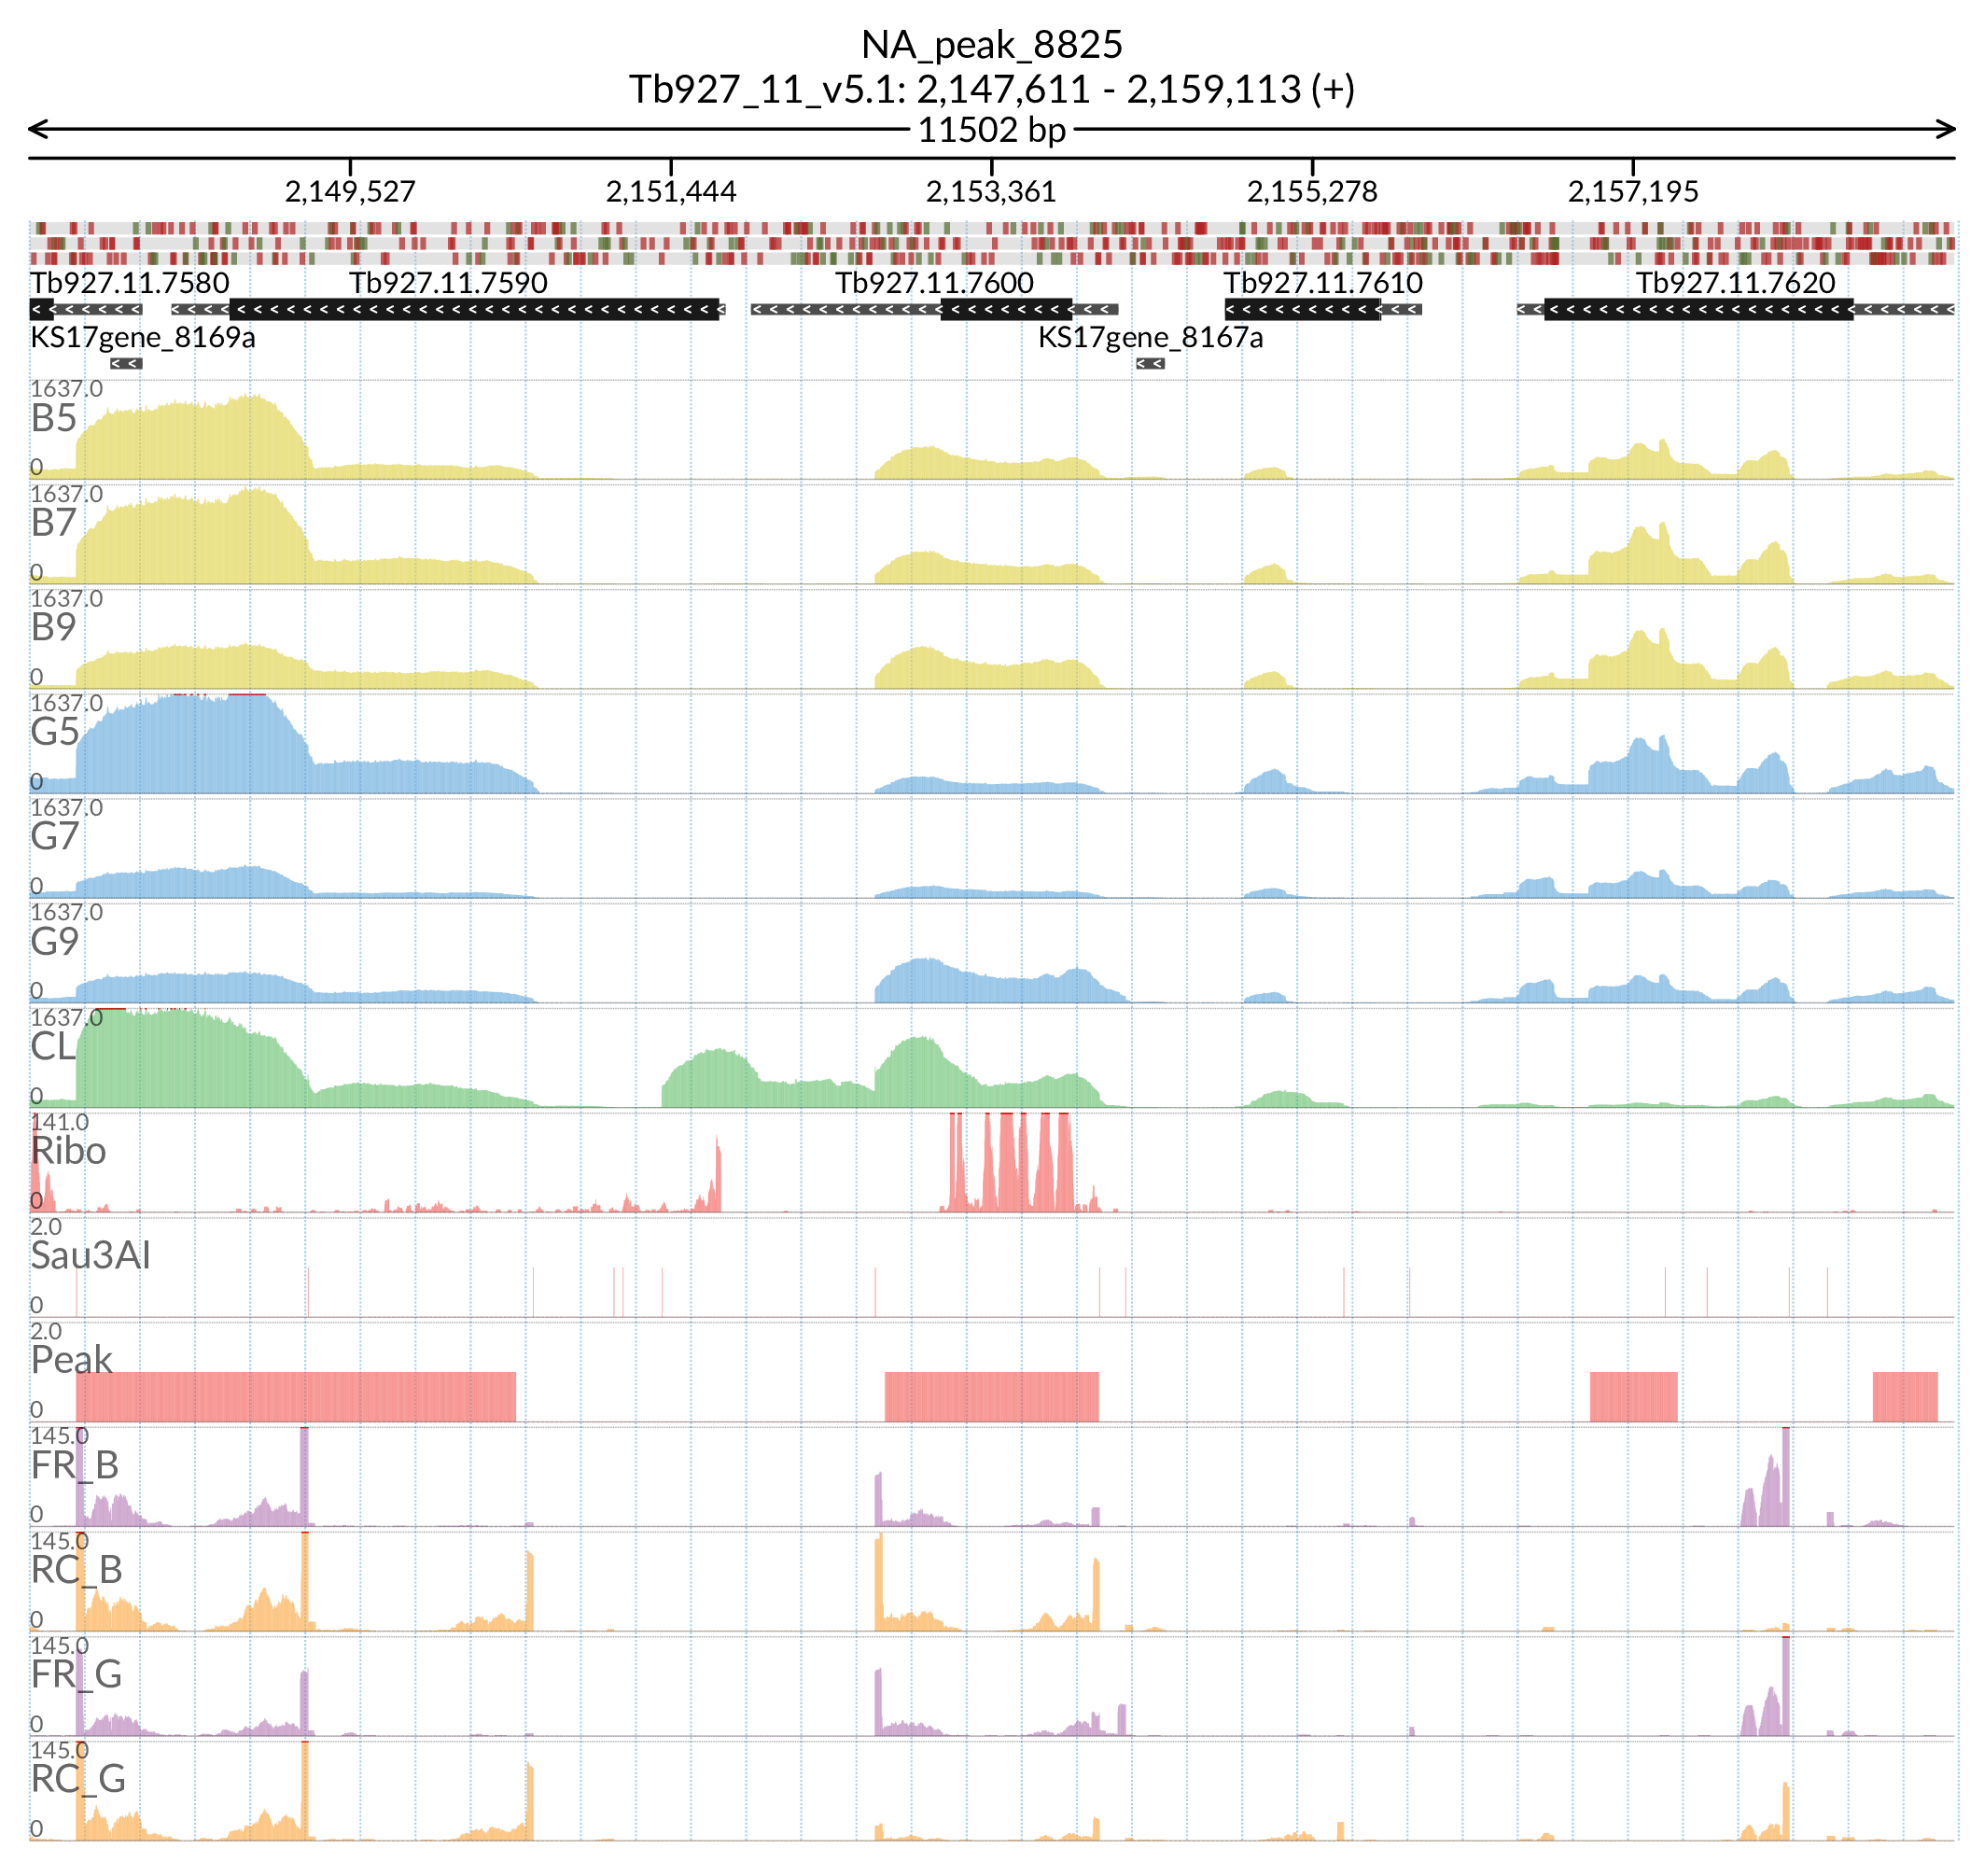 NA_peak_8825
Tb927_11_v5.1: 2,147,611 - 2,159,113 (+)
11502 bp
2,149,527 2,151,444 2,153,361 2,155,278 2,157,195
Tb927.11.7580 Tb927.11.7590 Tb927.11.7600 Tb927.11.7610 Tb927.11.7620
KS17gene_8169a KS17gene_8167a
1637.0
B5
0
1637.0
B7
0
1637.0
B9
0
1637.0
G5
0
1637.0
G7
0
1637.0
G9
0
1637.0
CL
0
141.0
Ribo
0
2.0
Sau3AI
0
2.0
Peak
0
145.0
FR_B
0
145.0
RC_B
0
145.0
FR_G
0
145.0
RC_G
0